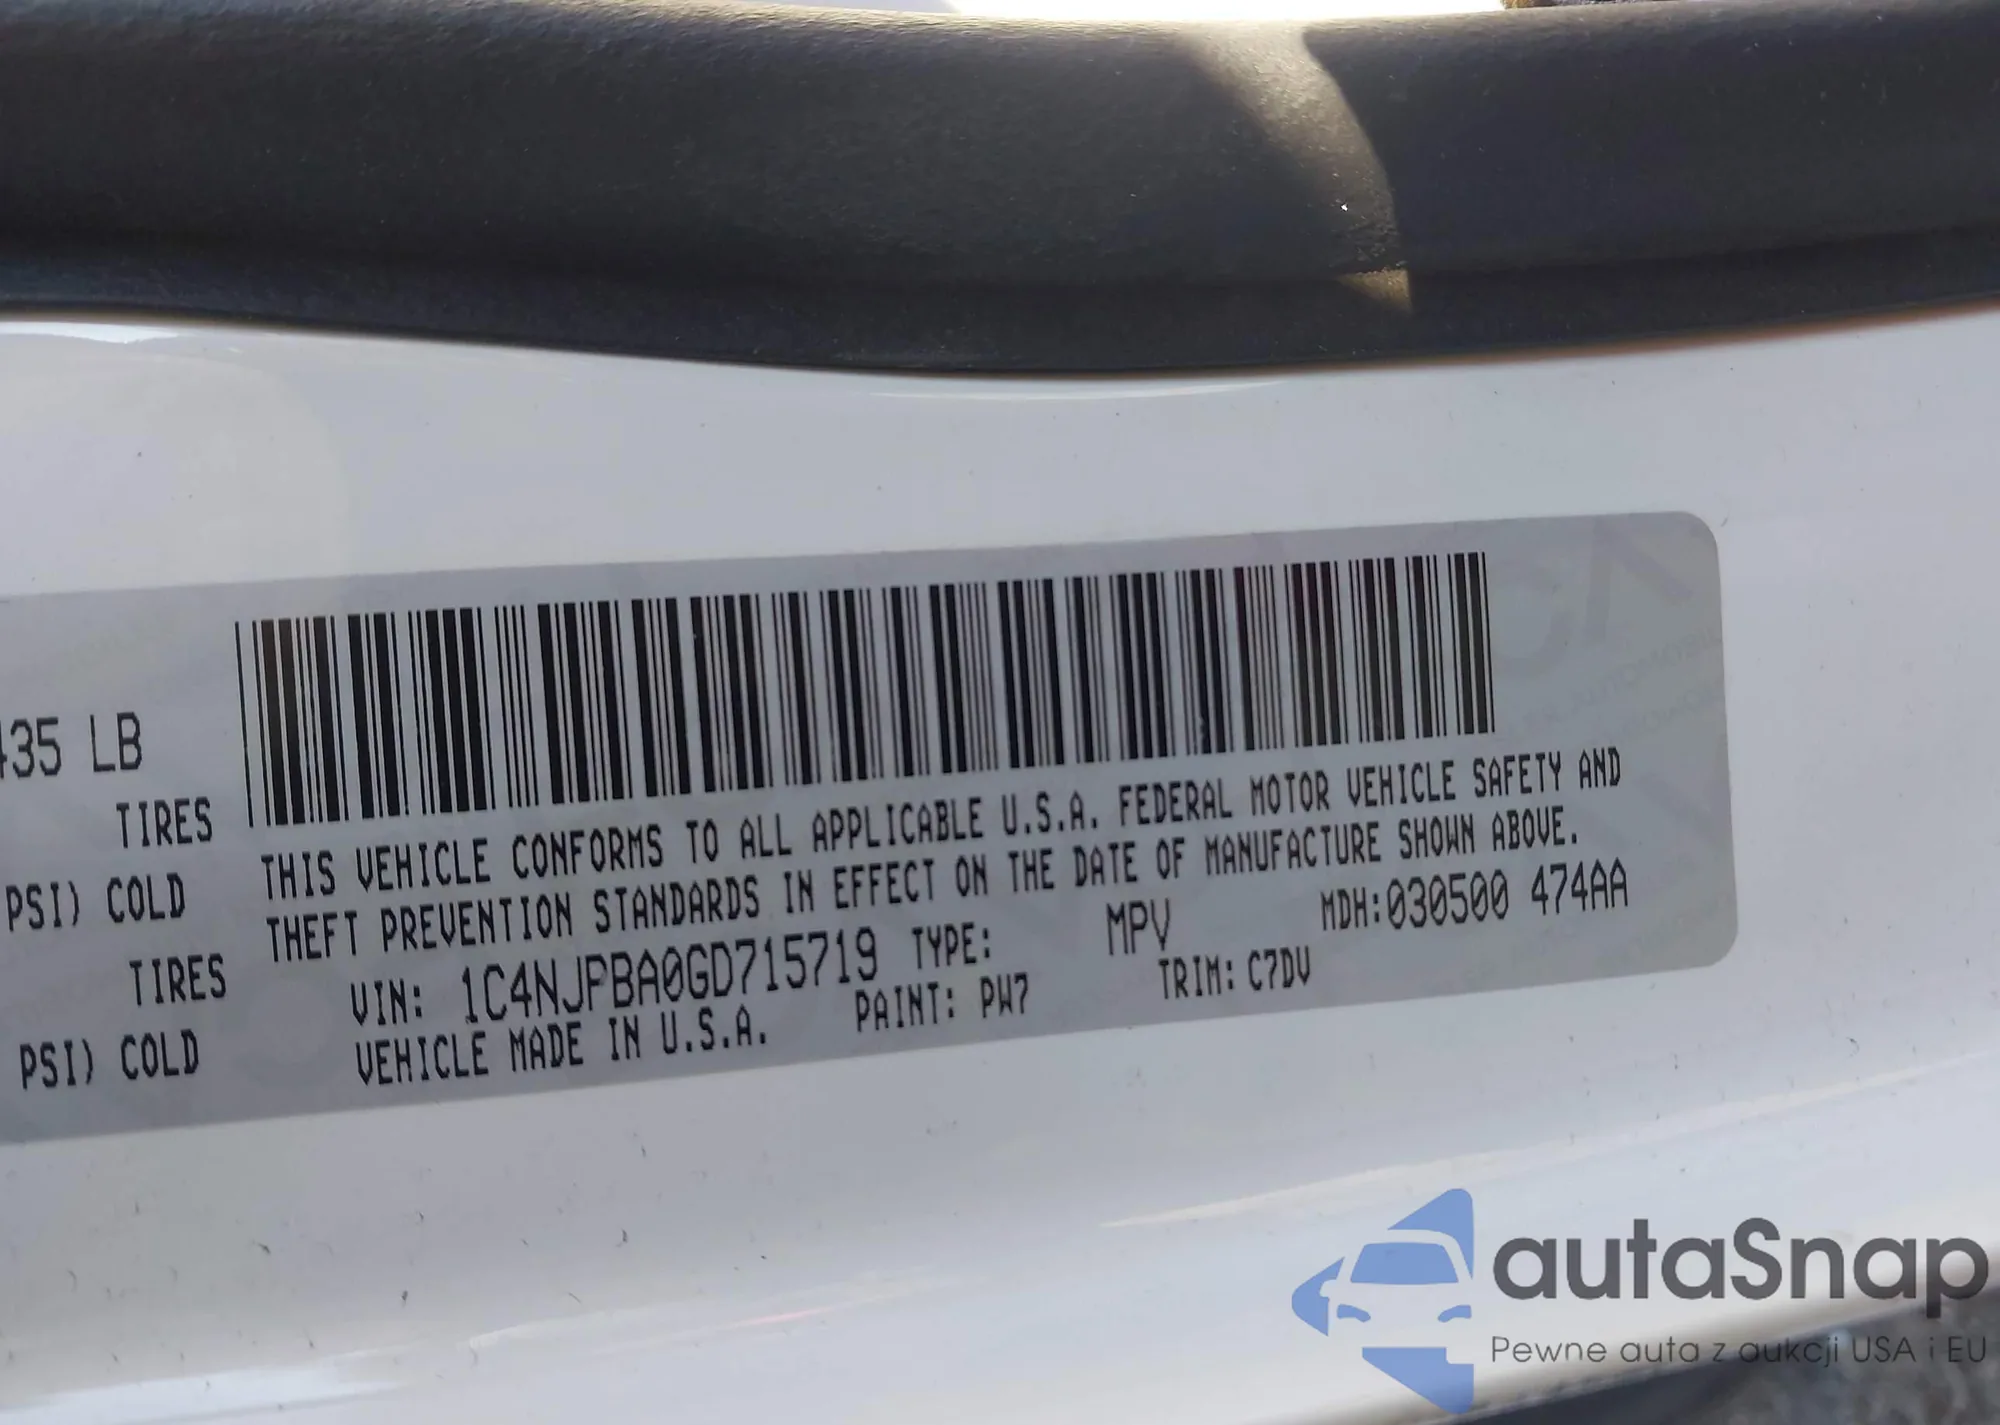 435 LB
TIRES
PSI) COLD
TIRES
PSI) COLD
THIS VEHICLE CONFORMS TO ALL APPLICABLE U.S.A. FEDERAL MOTOR VEHICLE SAFETY AND
THEFT PREVENTION STANDARDS IN EFFECT ON THE DATE OF MANUFACTURE SHOWN ABOVE.
VIN: 1C4NJPBA0GD715719 TYPE: MPV MDH:030500 474AA
VEHICLE MADE IN U.S.A. PAINT: PW7 TRIM: C7DV
autaSnap
Pewne auta z aukcji USA i EU